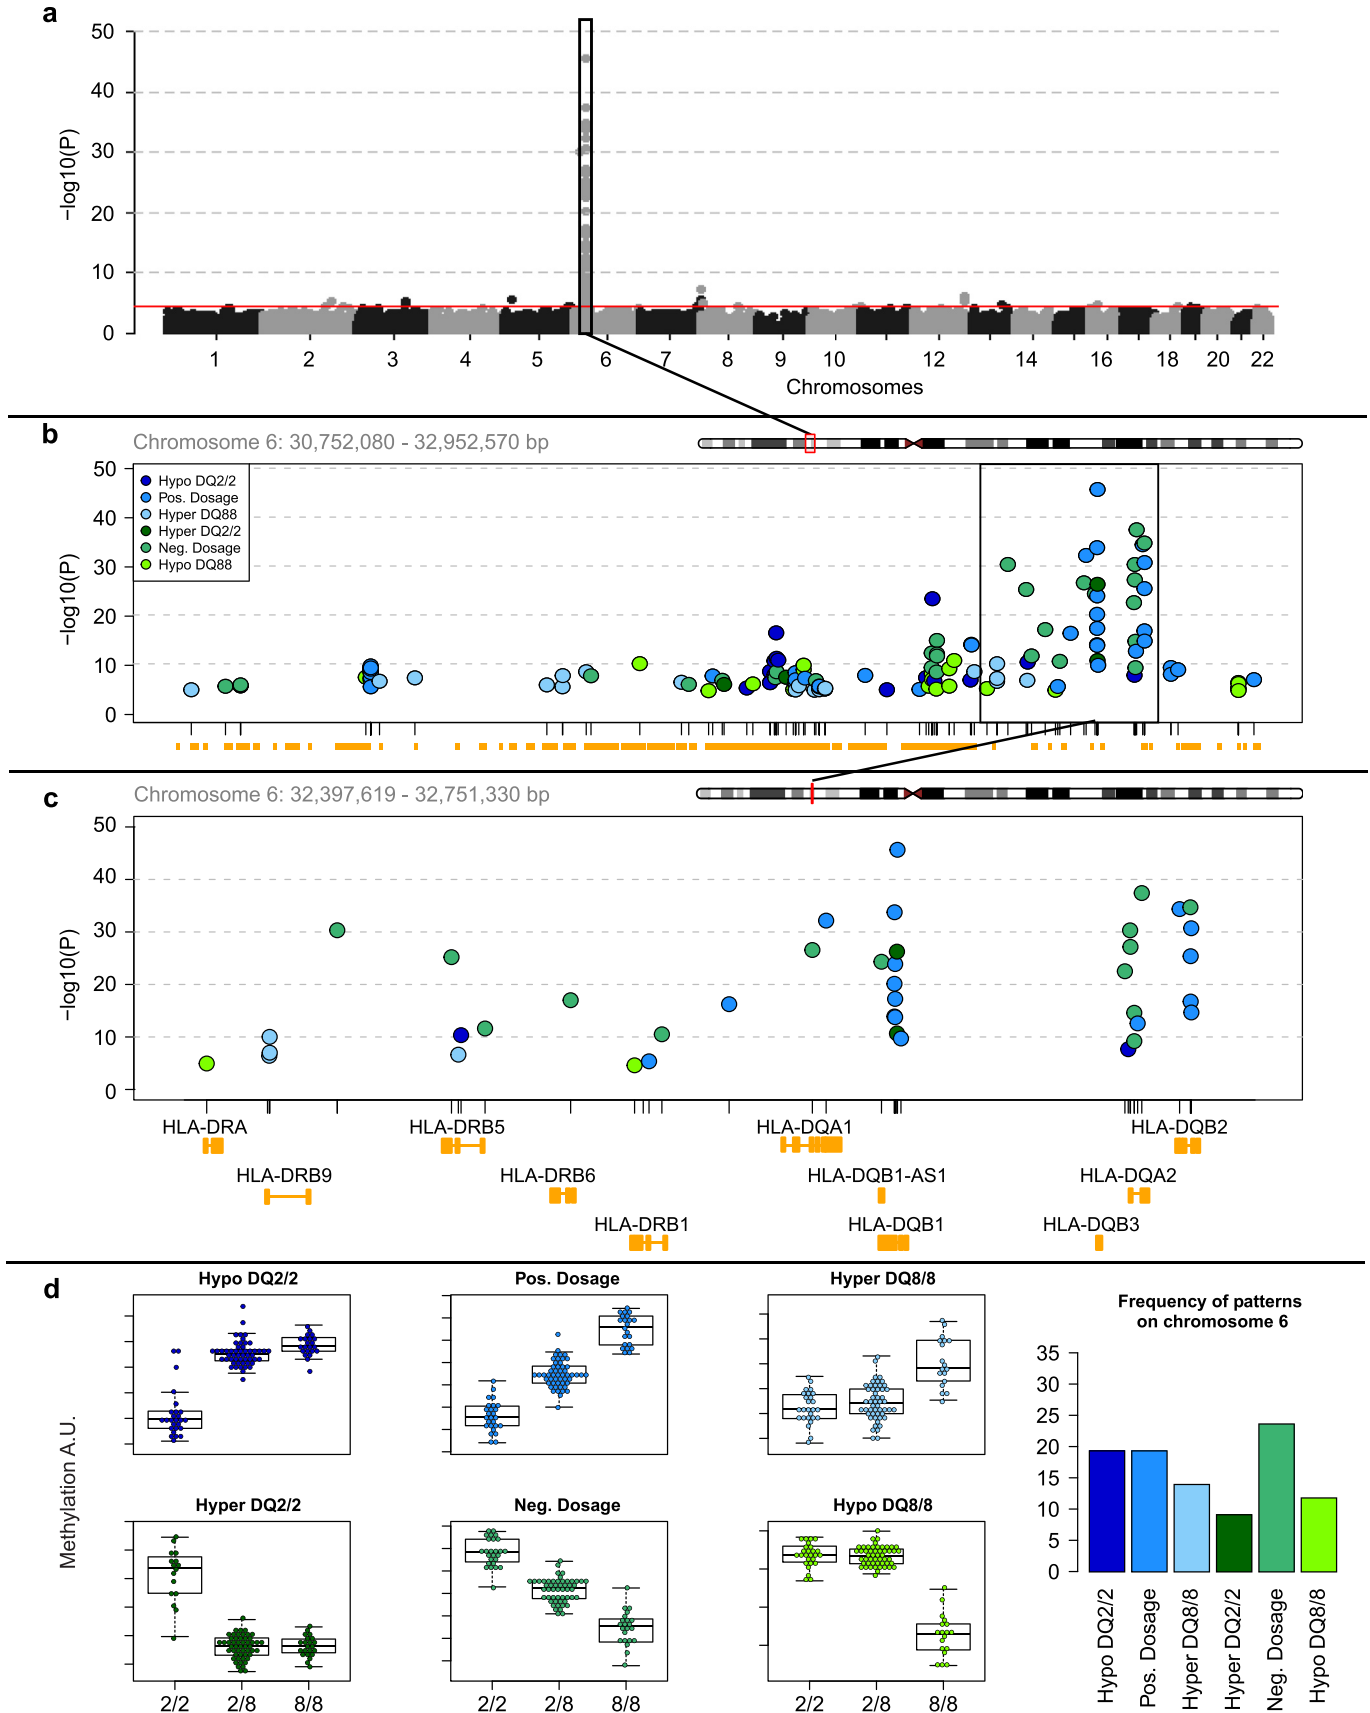 a
50
40
30
20
10
0
−log10(P)
1 2 3 4 5 6 7 8 9 10 12 14 16 18 20 22
Chromosomes
b
Chromosome 6: 30,752,080 - 32,952,570 bp
50
40
30
20
10
0
−log10(P)
Hypo DQ2/2
Pos. Dosage
Hyper DQ88
Hyper DQ2/2
Neg. Dosage
Hypo DQ88
c
Chromosome 6: 32,397,619 - 32,751,330 bp
50
40
30
20
10
0
−log10(P)
HLA-DRA HLA-DRB5 HLA-DQA1 HLA-DQB2
HLA-DRB9 HLA-DRB6 HLA-DQB1-AS1 HLA-DQA2
HLA-DRB1 HLA-DQB1 HLA-DQB3
d
Methylation A.U.
Hypo DQ2/2 Pos. Dosage Hyper DQ8/8
Hyper DQ2/2 Neg. Dosage Hypo DQ8/8
2/2 2/8 8/8 2/2 2/8 8/8 2/2 2/8 8/8
Frequency of patterns
on chromosome 6
35
30
25
20
15
10
5
0
Hypo DQ2/2
Pos. Dosage
Hyper DQ8/8
Hyper DQ2/2
Neg. Dosage
Hypo DQ8/8